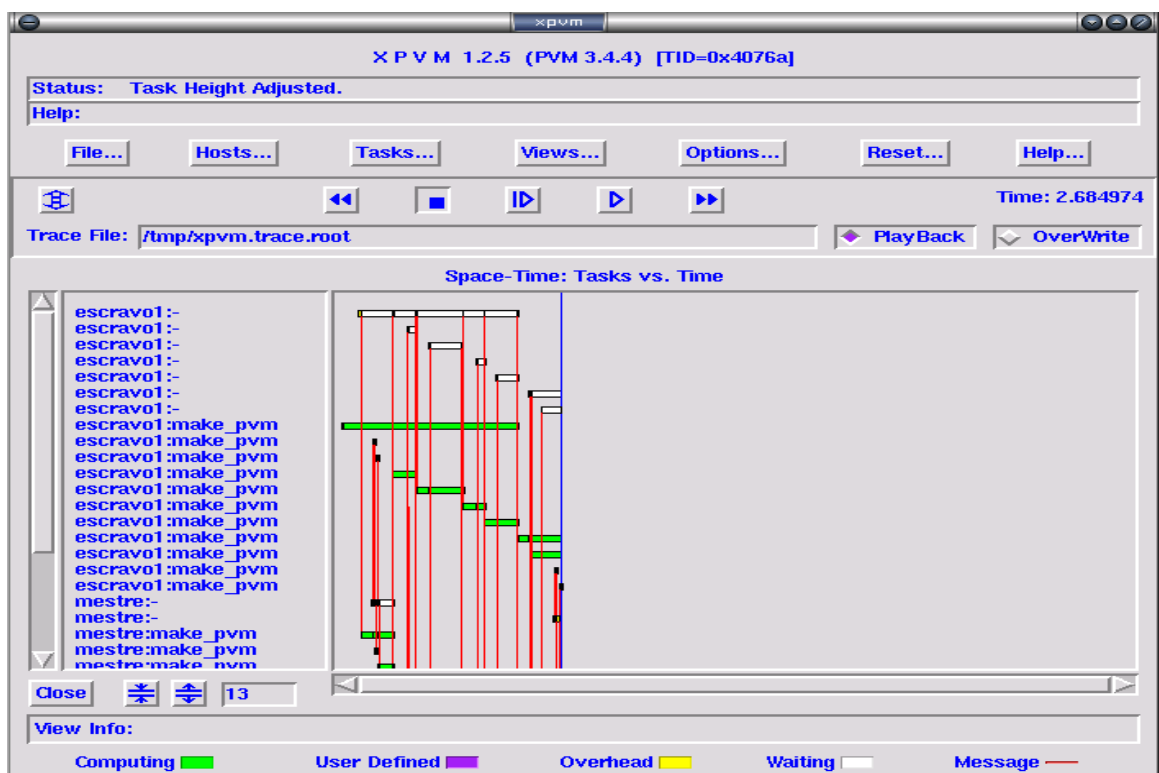 xpvm
X P V M 1.2.5 (PVM 3.4.4) [TID=0x4076a]
Status: Task Height Adjusted.
Help:
File... Hosts... Tasks... Views... Options... Reset... Help...
Time: 2.684974
Trace File: /tmp/xpvm.trace.root PlayBack OverWrite
Space-Time: Tasks vs. Time
escravo1:-
escravo1:-
escravo1:-
escravo1:-
escravo1:-
escravo1:-
escravo1:-
escravo1:make_pvm
escravo1:make_pvm
escravo1:make_pvm
escravo1:make_pvm
escravo1:make_pvm
escravo1:make_pvm
escravo1:make_pvm
escravo1:make_pvm
escravo1:make_pvm
escravo1:make_pvm
escravo1:make_pvm
mestre:-
mestre:-
mestre:make_pvm
mestre:make_pvm
mestre:make_pvm
Close 13
View Info:
Computing User Defined Overhead Waiting Message